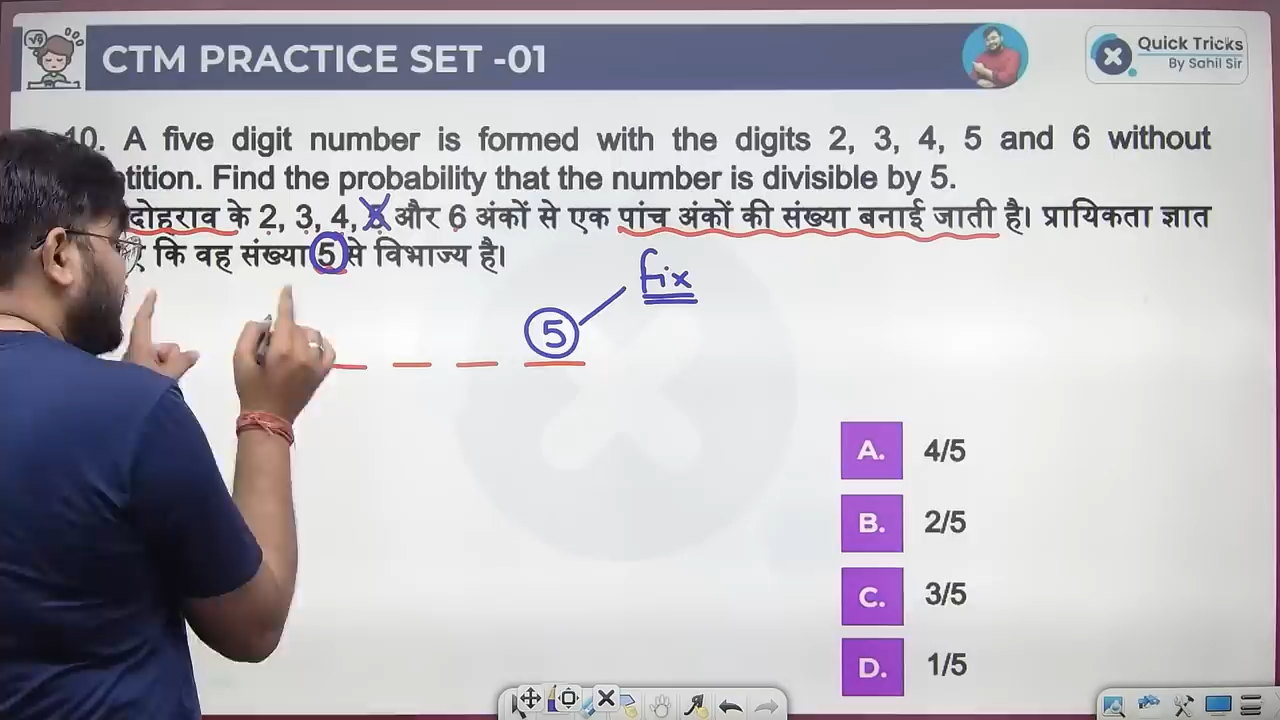 CTM PRACTICE SET -01
Quick Tricks
By Sahil Sir
10. A five digit number is formed with the digits 2, 3, 4, 5 and 6 without
tition. Find the probability that the number is divisible by 5.
दोहराव के 2, 3, 4, 5 और 6 अंकों से एक पांच अंकों की संख्या बनाई जाती है। प्रायिकता ज्ञात
कि वह संख्या 5 से विभाज्य है।
fix
5
A. 4/5
B. 2/5
C. 3/5
D. 1/5